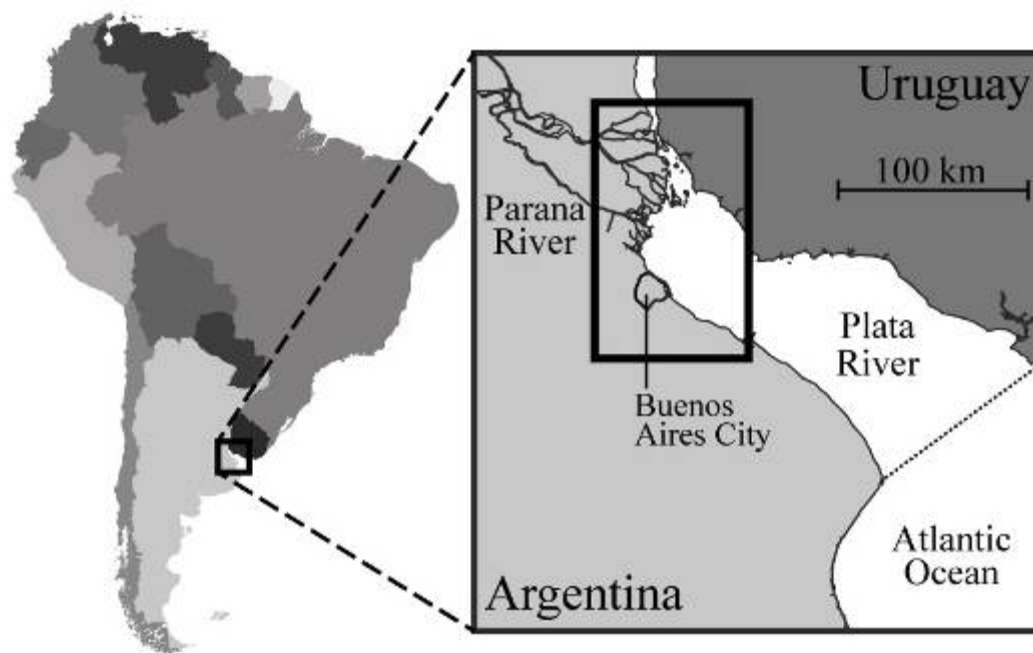 Uruguay
100 km
Parana
River
Plata
River
Buenos
Aires City
Atlantic
Ocean
Argentina